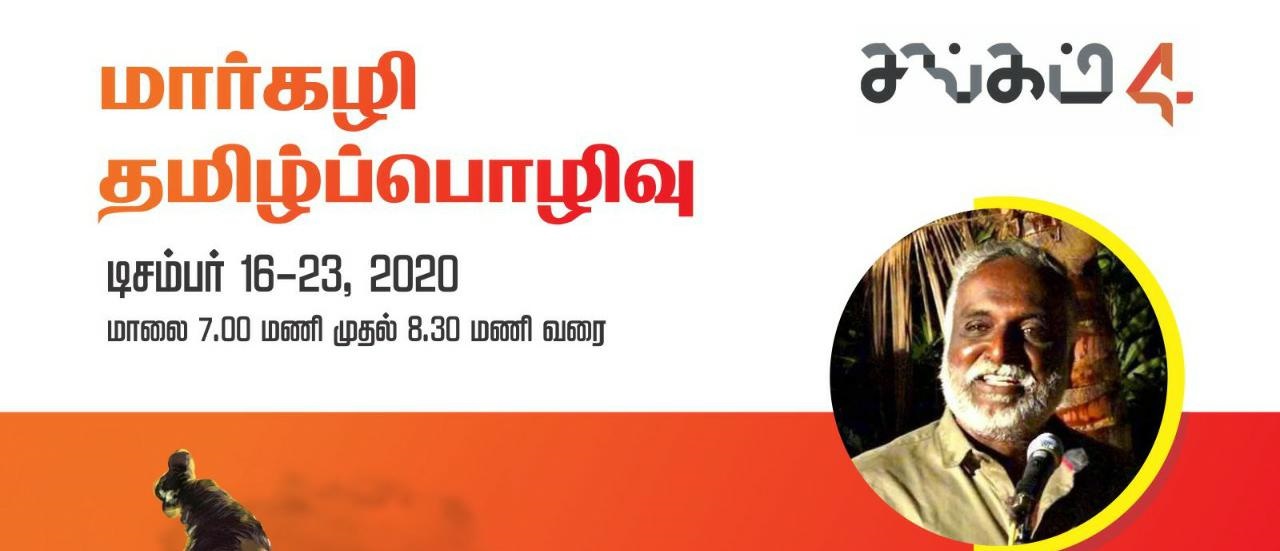 மார்கழி
தமிழ்ப்பொழிவு
டிசம்பர் 16-23, 2020
மாலை 7.00 மணி முதல் 8.30 மணி வரை
சங்கம் 4